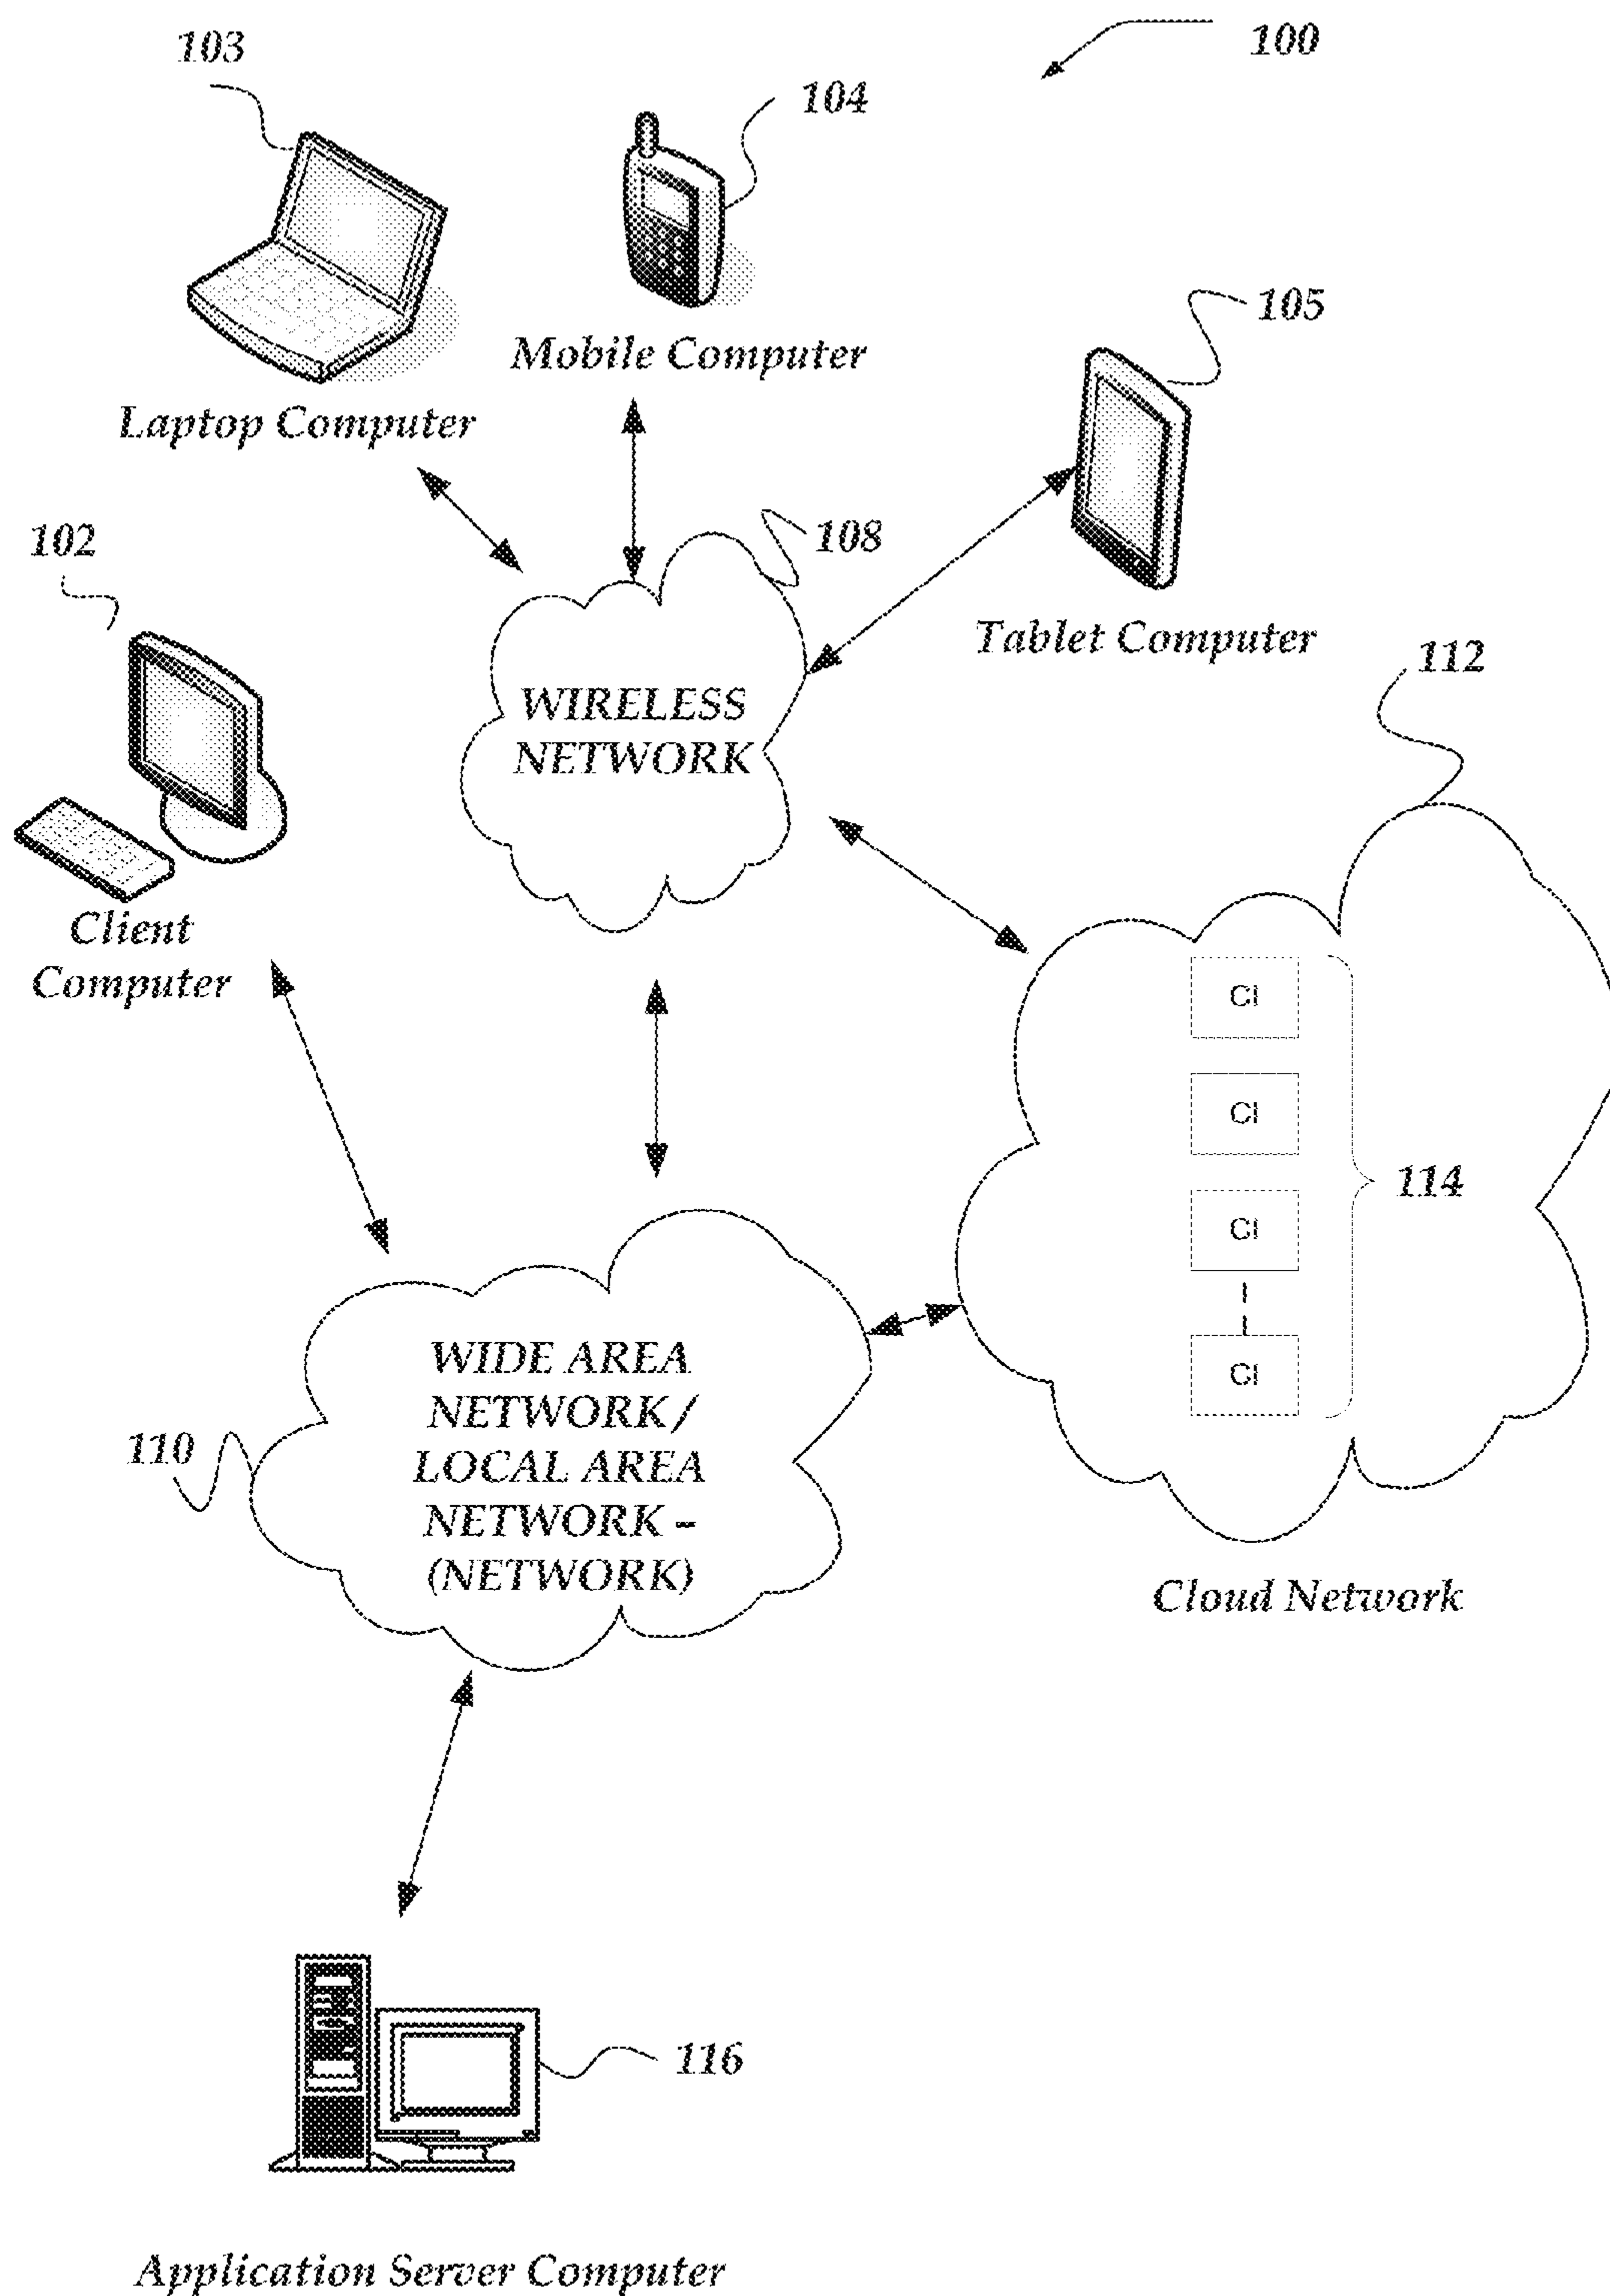 100
103
104
Mobile Computer
105
Laptop Computer
102
108
Tablet Computer
112
WIRELESS
NETWORK
Client
Computer
CI
CI
114
CI
CI
WIDE AREA
NETWORK /
LOCAL AREA
NETWORK –
(NETWORK)
110
Cloud Network
116
Application Server Computer